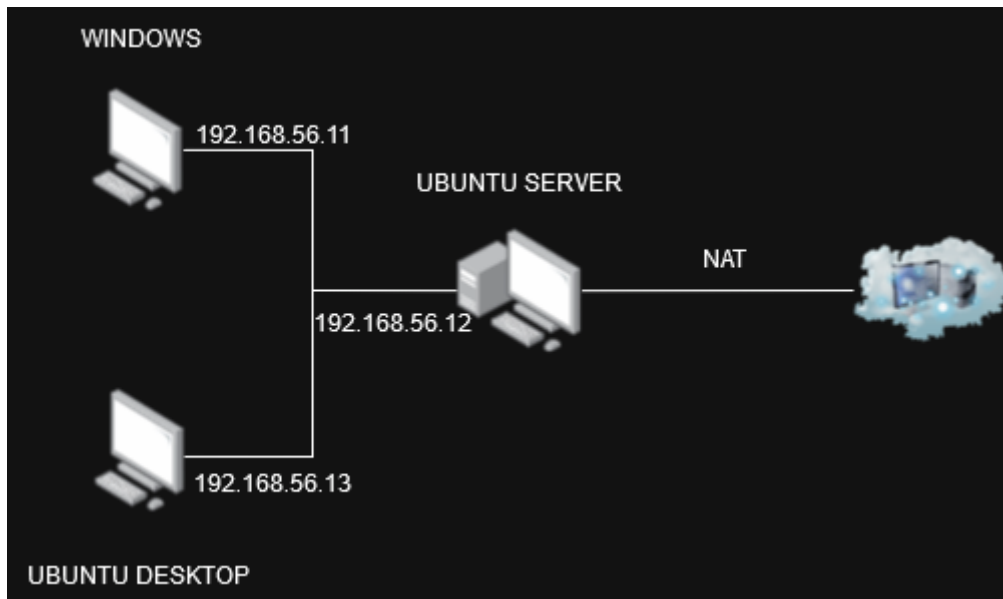 WINDOWS
192.168.56.11
UBUNTU SERVER
NAT
192.168.56.12
192.168.56.13
UBUNTU DESKTOP